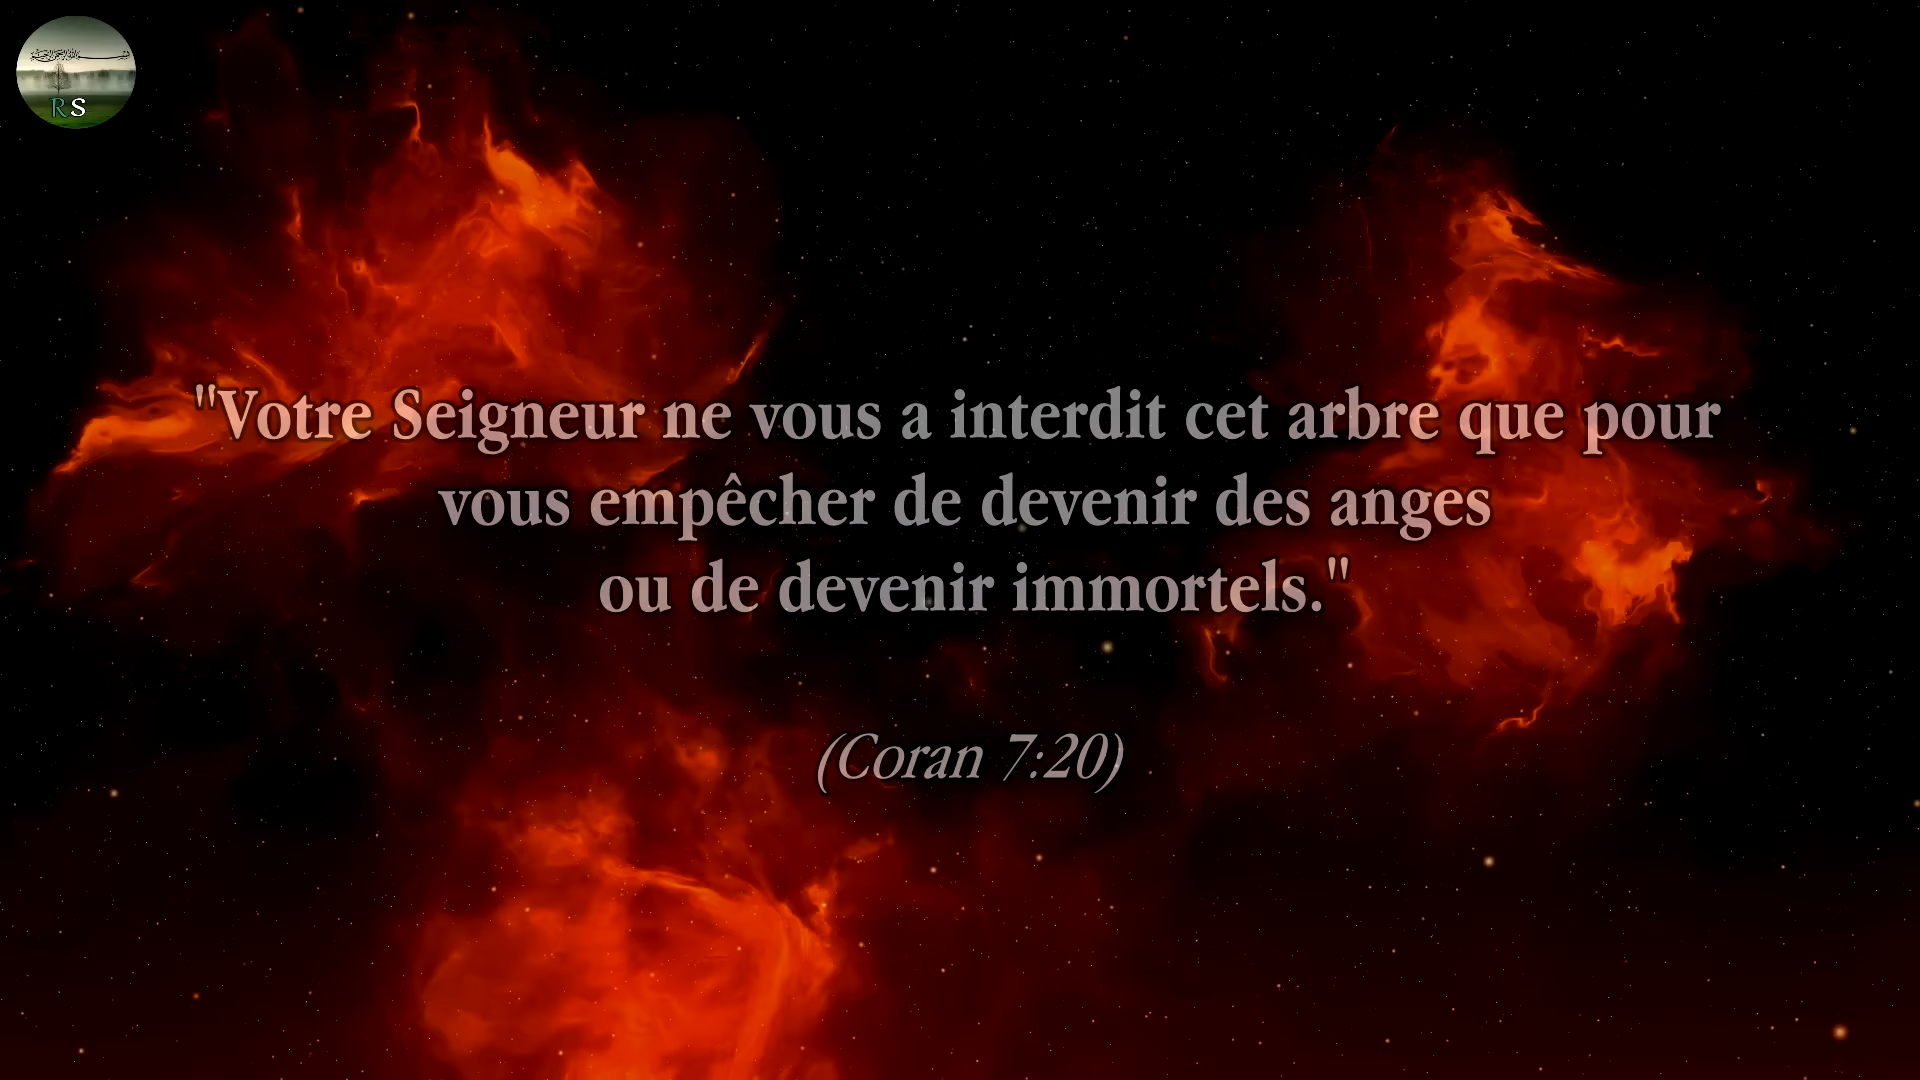 RS
"Votre Seigneur ne vous a interdit cet arbre que pour
vous empêcher de devenir des anges
ou de devenir immortels."
(Coran 7:20)